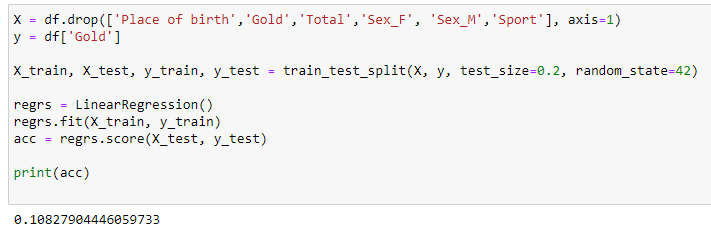 X = df.drop(['Place of birth','Gold','Total','Sex_F', 'Sex_M','Sport'], axis=1)
y = df['Gold']
X_train, X_test, y_train, y_test = train_test_split(X, y, test_size=0.2, random_state=42)
regrs = LinearRegression()
regrs.fit(X_train, y_train)
acc = regrs.score(X_test, y_test)
print(acc)
0.10827904446059733